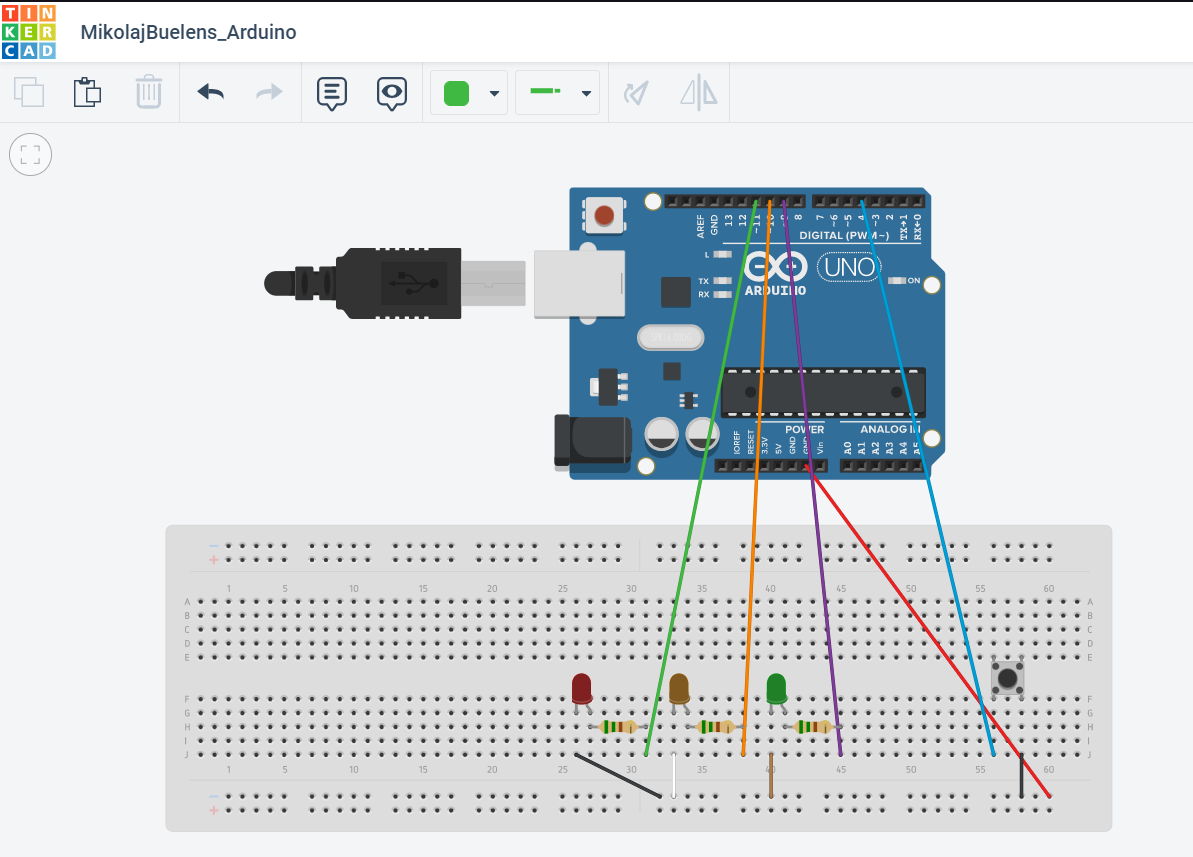 TIN
KER
CAD
MikolajBuelens_Arduino
AREF
GND
13
12
~11
~10
~9
8
7
~6
~5
4
~3
2
TX→1
RX←0
DIGITAL (PWM~)
L
TX
RX
UNO
ON
ARDUINO
POWER
ANALOG IN
IOREF
RESET
3.3V
5V
GND
GND
Vin
A0
A1
A2
A3
A4
A5
− 
+
1 5 10 15 20 25 30 35 40 45 50 55 60
A A
B B
C C
D D
E E
F F
G G
H H
I I
J J
1 5 10 15 20 25 30 35 40 45 50 55 60
−
+